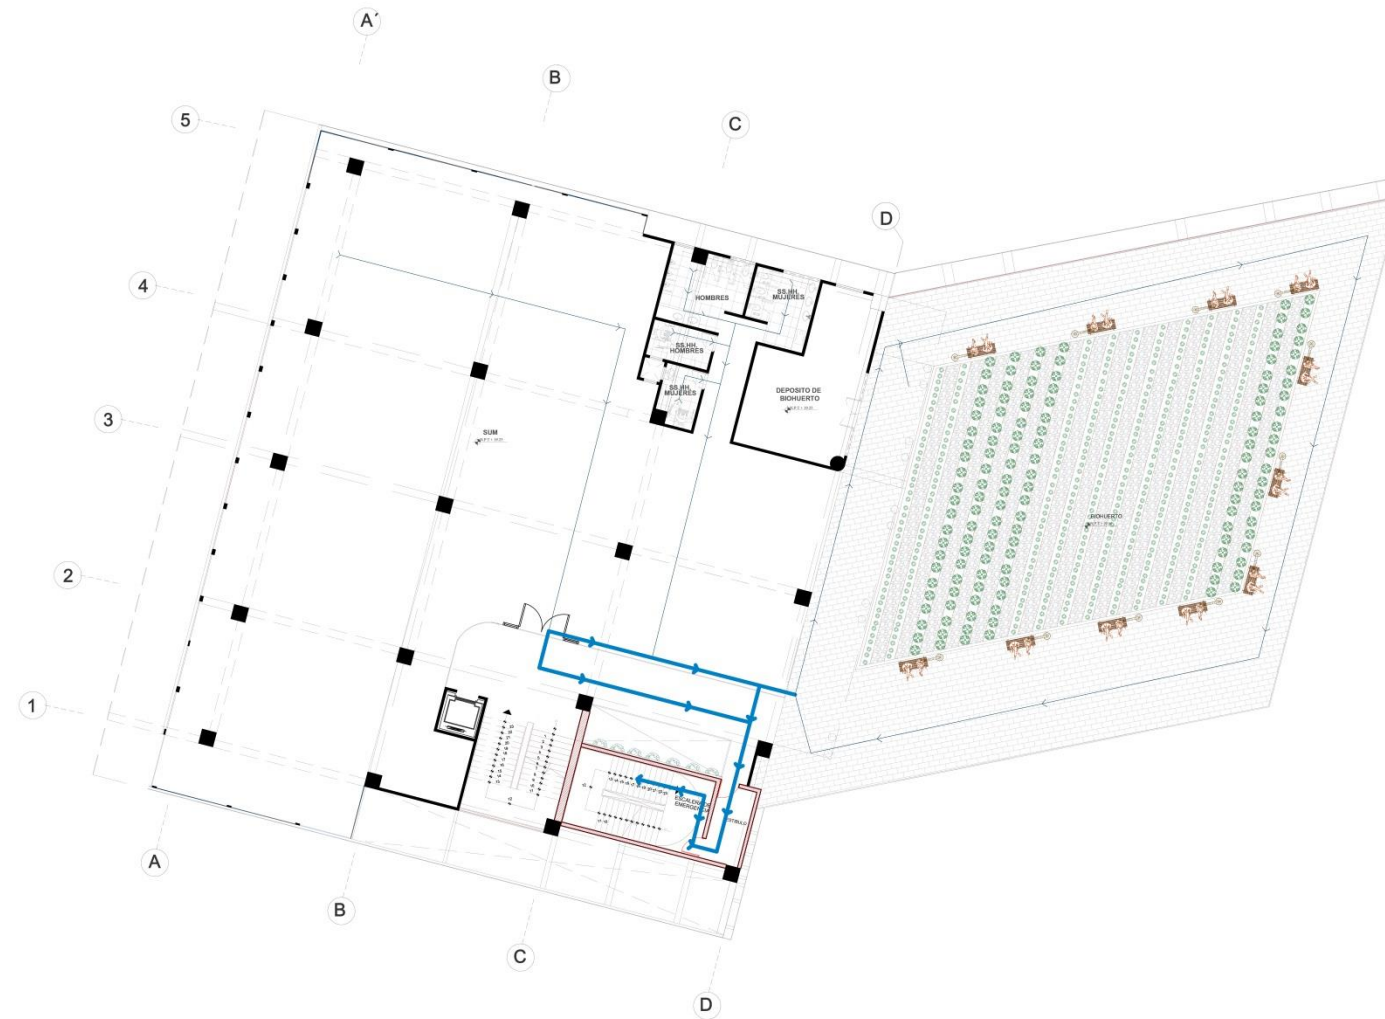 A´
B
5
C
D
4
HOMBRES
SS.HH.
MUJERES
SS.HH.
HOMBRES
SS.HH.
MUJERES
DEPOSITO DE
BIOHUERTO
3
SUM
BIOHUERTO
2
1
ESCALERA DE
EMERGENCIA
A
B
C
D